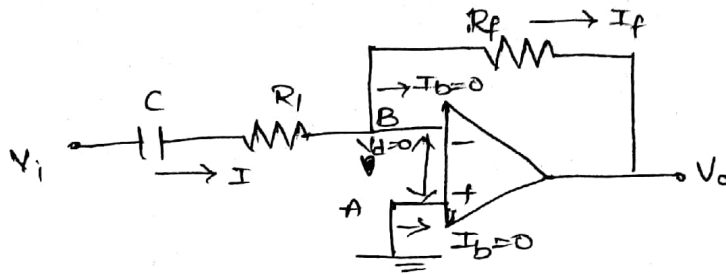 Rf → If
C
R1
→ Ib=0
B
Vi
→ I
Vd=0
−
A
+
→ Ib=0
Vo